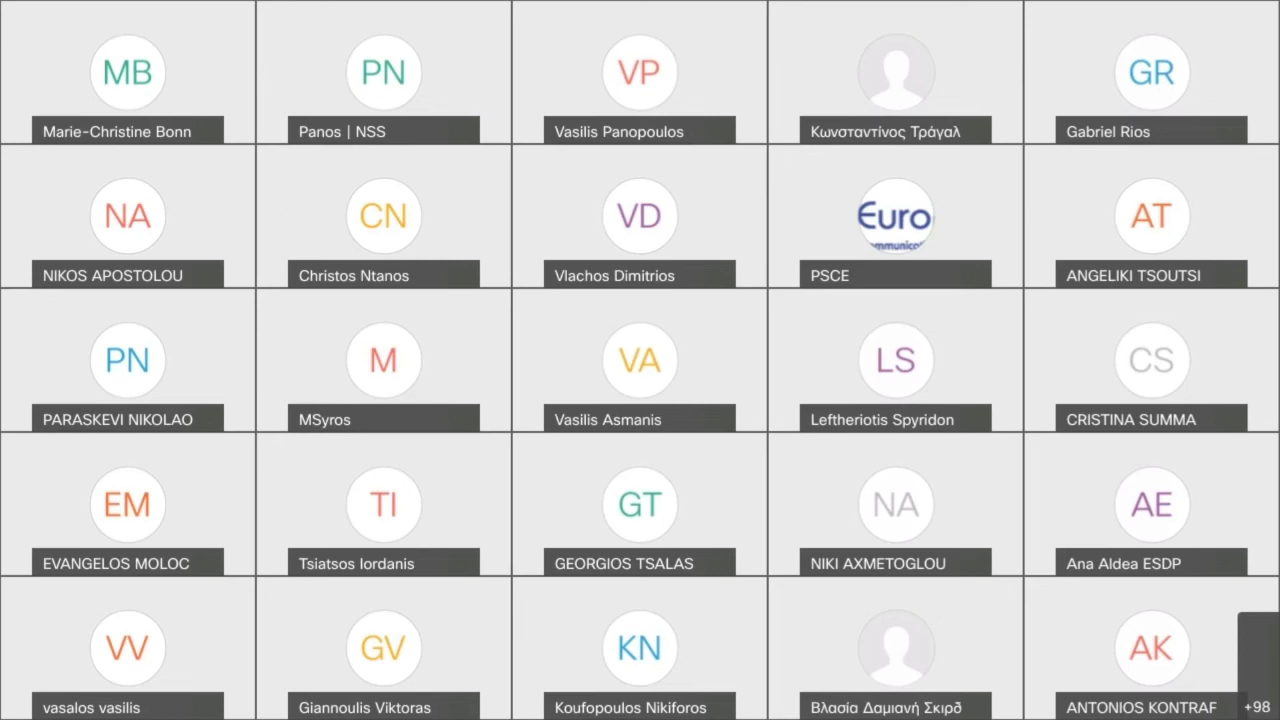 MB
PN
VP
GR
Marie-Christine Bonn
Panos | NSS
Vasilis Panopoulos
Κωνσταντίνος Τράγαλ
Gabriel Rios
NA
CN
VD
Euro
AT
NIKOS APOSTOLOU
Christos Ntanos
Vlachos Dimitrios
PSCE
ANGELIKI TSOUTSI
PN
M
VA
LS
CS
PARASKEVI NIKOLAO
MSyros
Vasilis Asmanis
Leftheriotis Spyridon
CRISTINA SUMMA
EM
TI
GT
NA
AE
EVANGELOS MOLOC
Tsiatsos Iordanis
GEORGIOS TSALAS
NIKI AXMETOGLOU
Ana Aldea ESDP
VV
GV
KN
AK
vasalos vasilis
Giannoulis Viktoras
Koufopoulos Nikiforos
Βλασία Δαμιανή Σκιρδ
ANTONIOS KONTRAF
+98